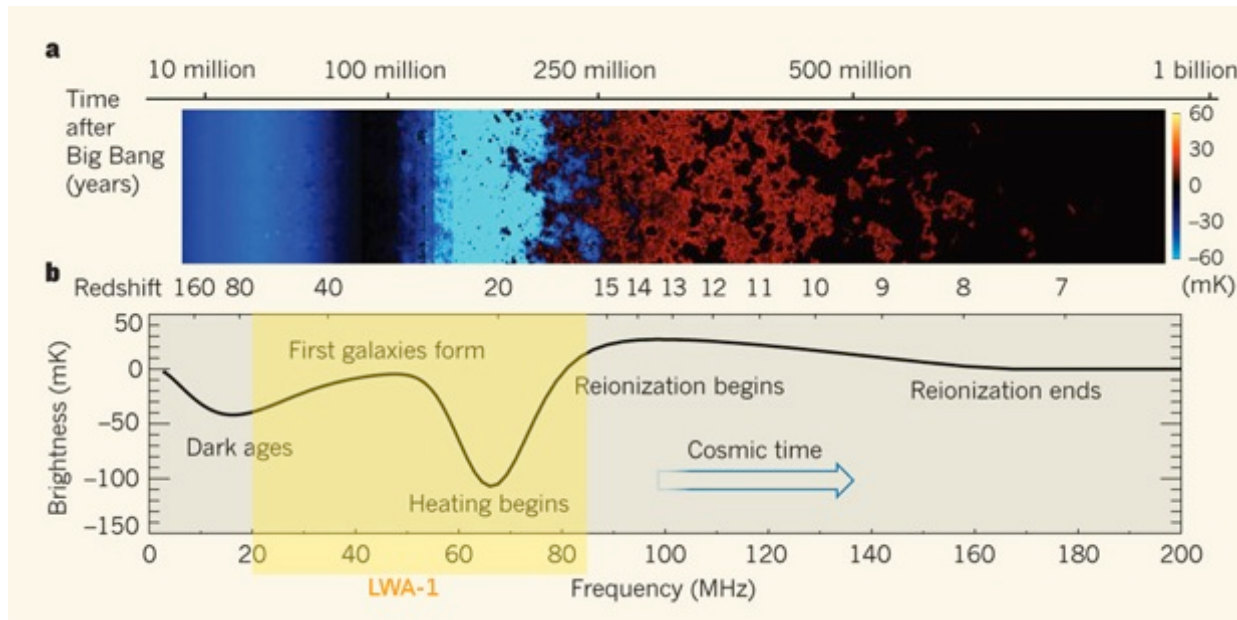 a
10 million 100 million 250 million 500 million 1 billion
Time
after
Big Bang
(years)
60
30
0
–30
–60
(mK)
b
Redshift 160 80 40 20 15 14 13 12 11 10 9 8 7
Brightness (mK)
50
0
–50
–100
–150
First galaxies form
Dark ages
Heating begins
Reionization begins
Reionization ends
Cosmic time
0 20 40 60 80 100 120 140 160 180 200
LWA-1
Frequency (MHz)